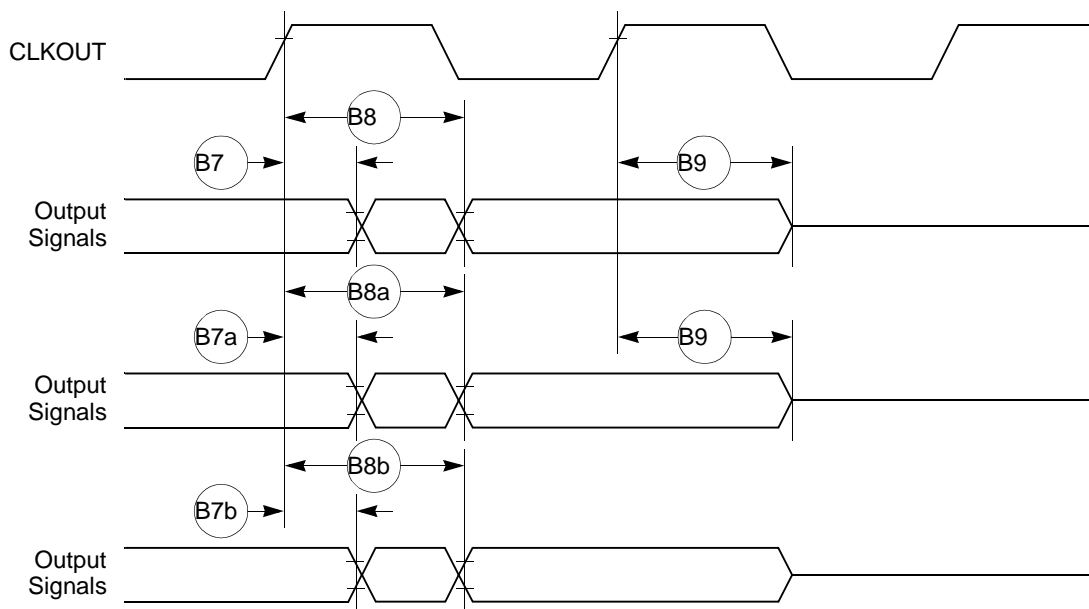 CLKOUT
B8
B7
B9
Output
Signals
B8a
B7a
B9
Output
Signals
B8b
B7b
Output
Signals